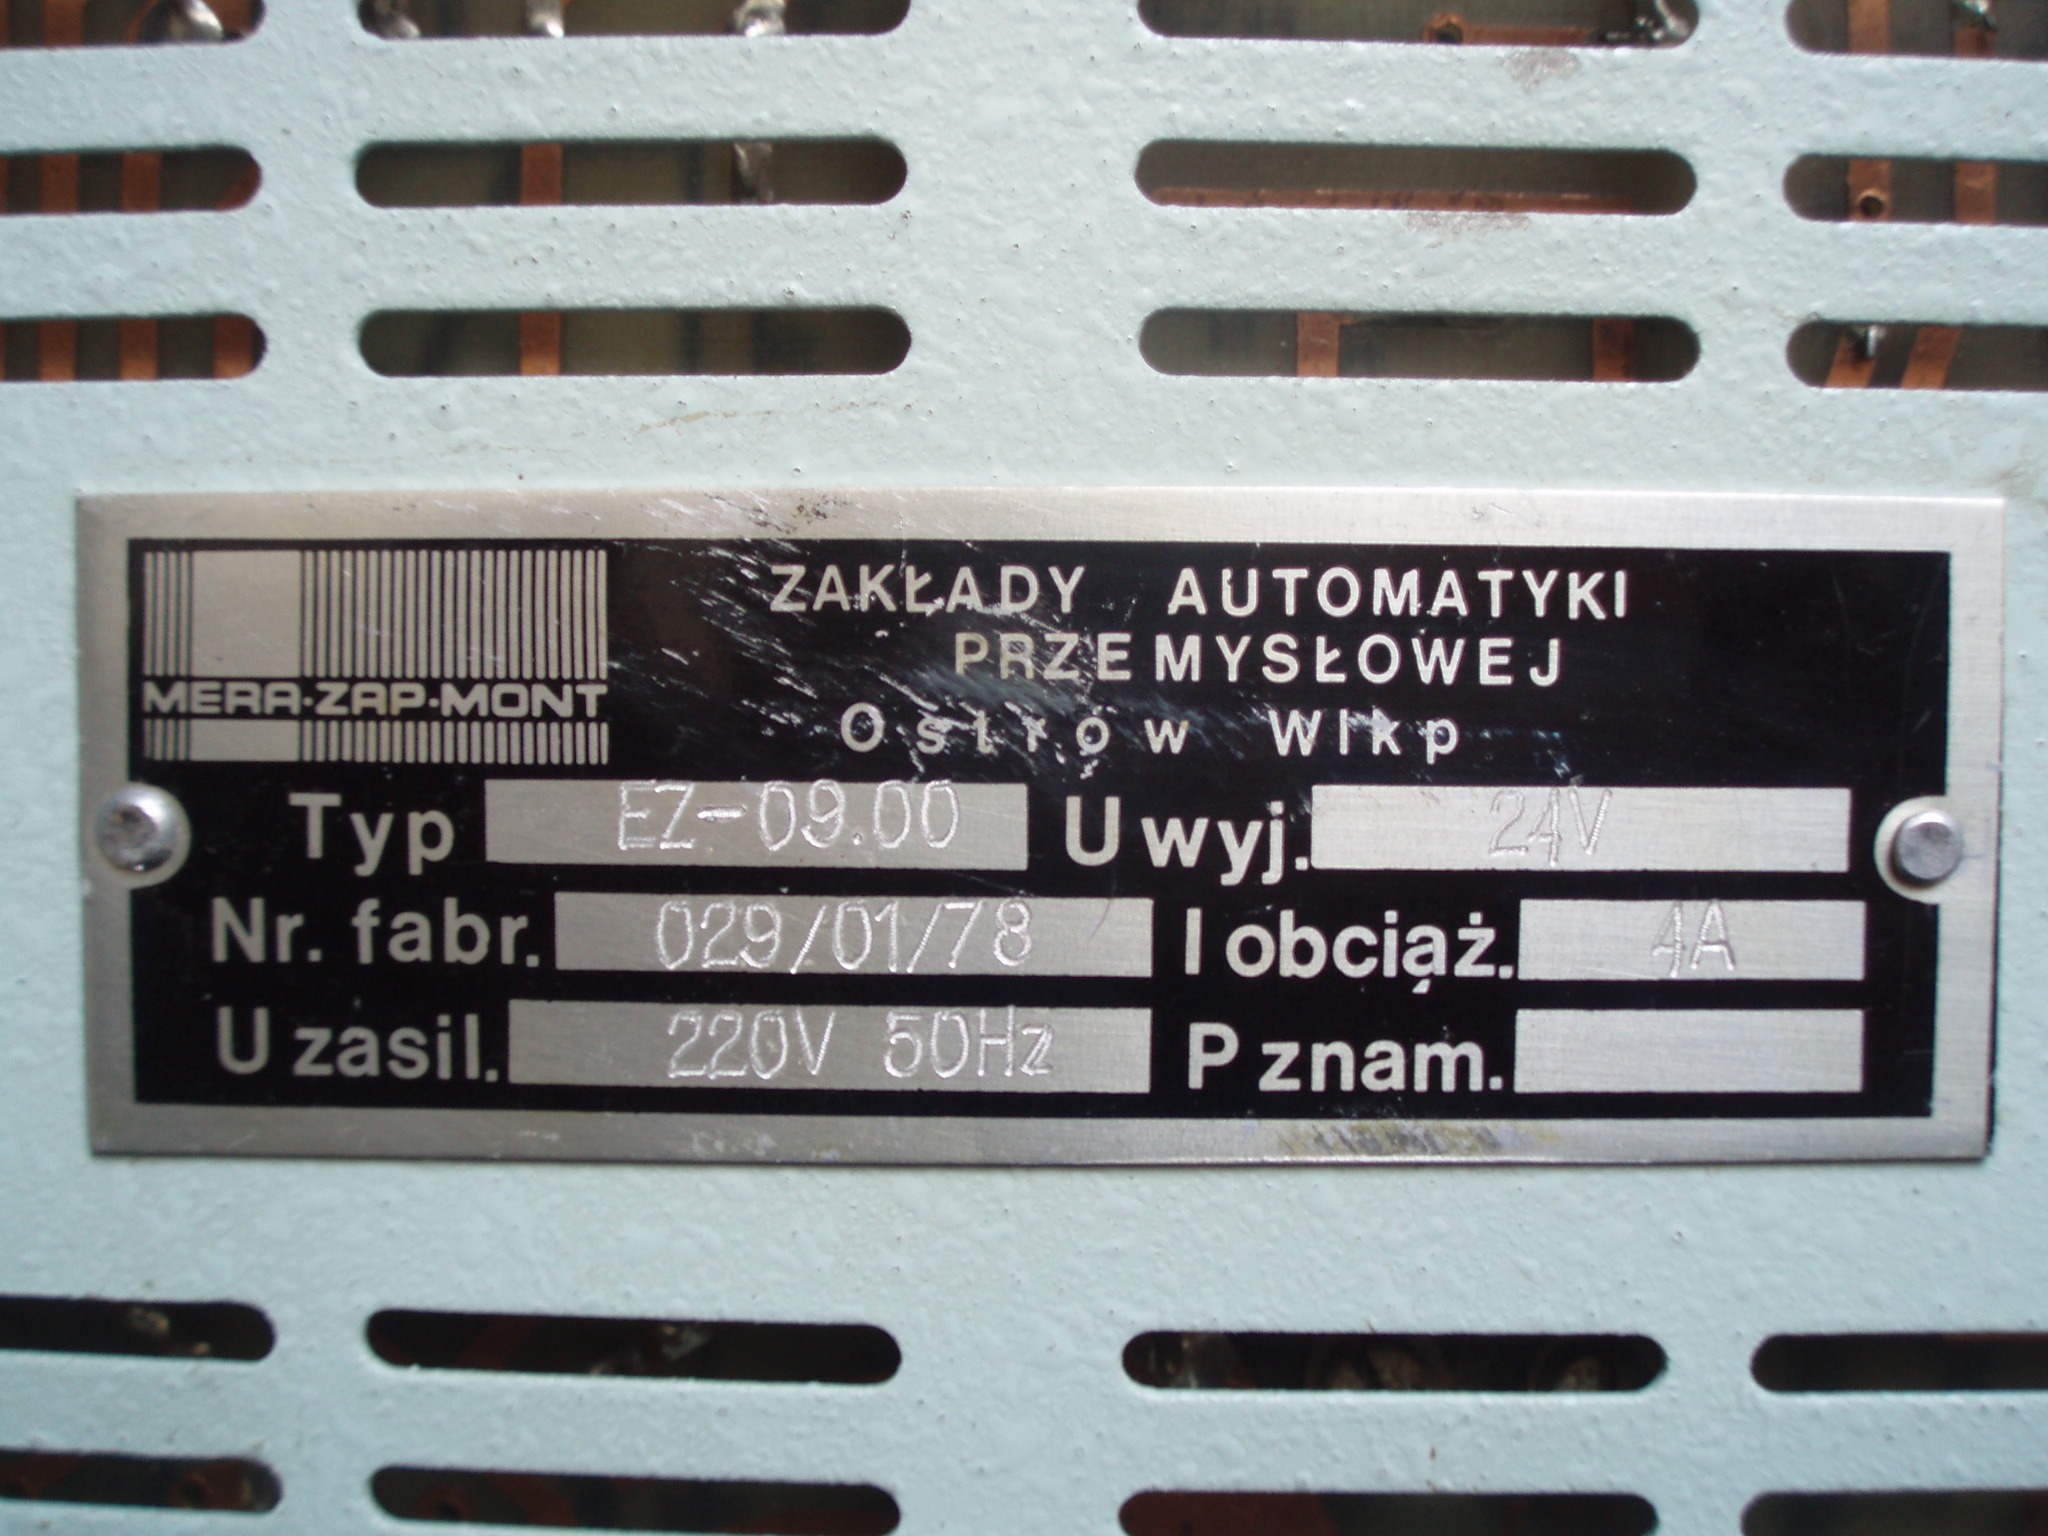 ZAKŁADY AUTOMATYKI
PRZEMYSŁOWEJ
MERA-ZAP-MONT
Ostrów Wlkp
Typ EZ-09.00 U wyj. 24V
Nr. fabr. 029/01/78 I obciąż. 4A
U zasil. 220V 50Hz P znam.